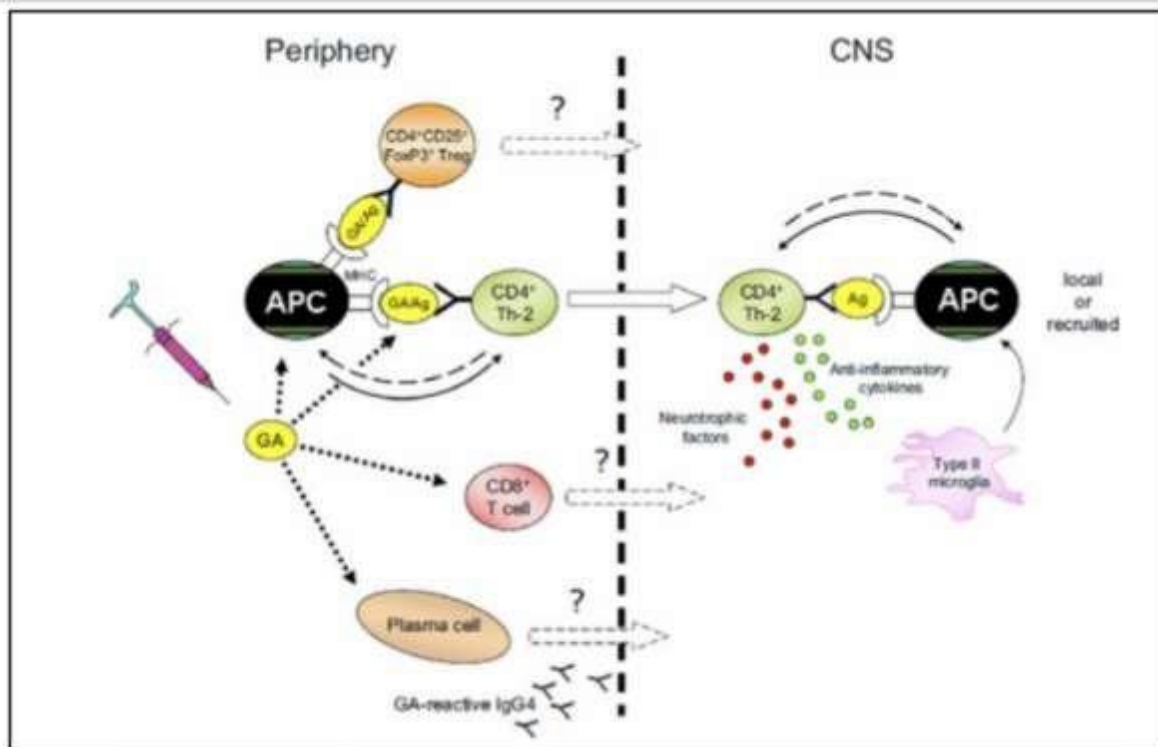 Periphery
CNS
?
CD4⁺CD25⁺
FoxP3⁺ Treg
GA/Ag
MHC
APC
GA/Ag
CD4⁺
Th-2
CD4⁺
Th-2
Ag
APC
local
or
recruited
Anti-inflammatory
cytokines
Neurotrophic
factors
GA
?
CD8⁺
T cell
Type II
microglia
?
Plasma cell
GA-reactive IgG4